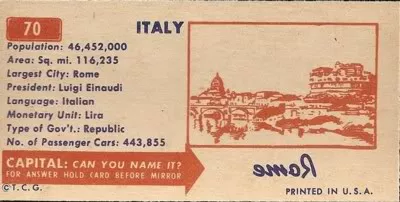 70
ITALY
Population: 46,452,000
Area: Sq. mi. 116,235
Largest City: Rome
President: Luigi Einaudi
Language: Italian
Monetary Unit: Lira
Type of Gov't.: Republic
No. of Passenger Cars: 443,855
CAPITAL: CAN YOU NAME IT?
FOR ANSWER HOLD CARD BEFORE MIRROR
Rome
©T.C.G.
PRINTED IN U.S.A.